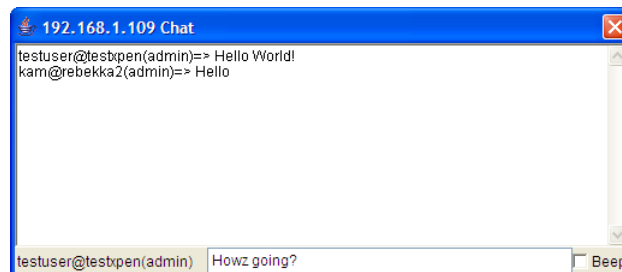 192.168.1.109 Chat
testuser@testxpen(admin)=> Hello World!
kam@rebekka2(admin)=> Hello
testuser@testxpen(admin) Howz going? Beep